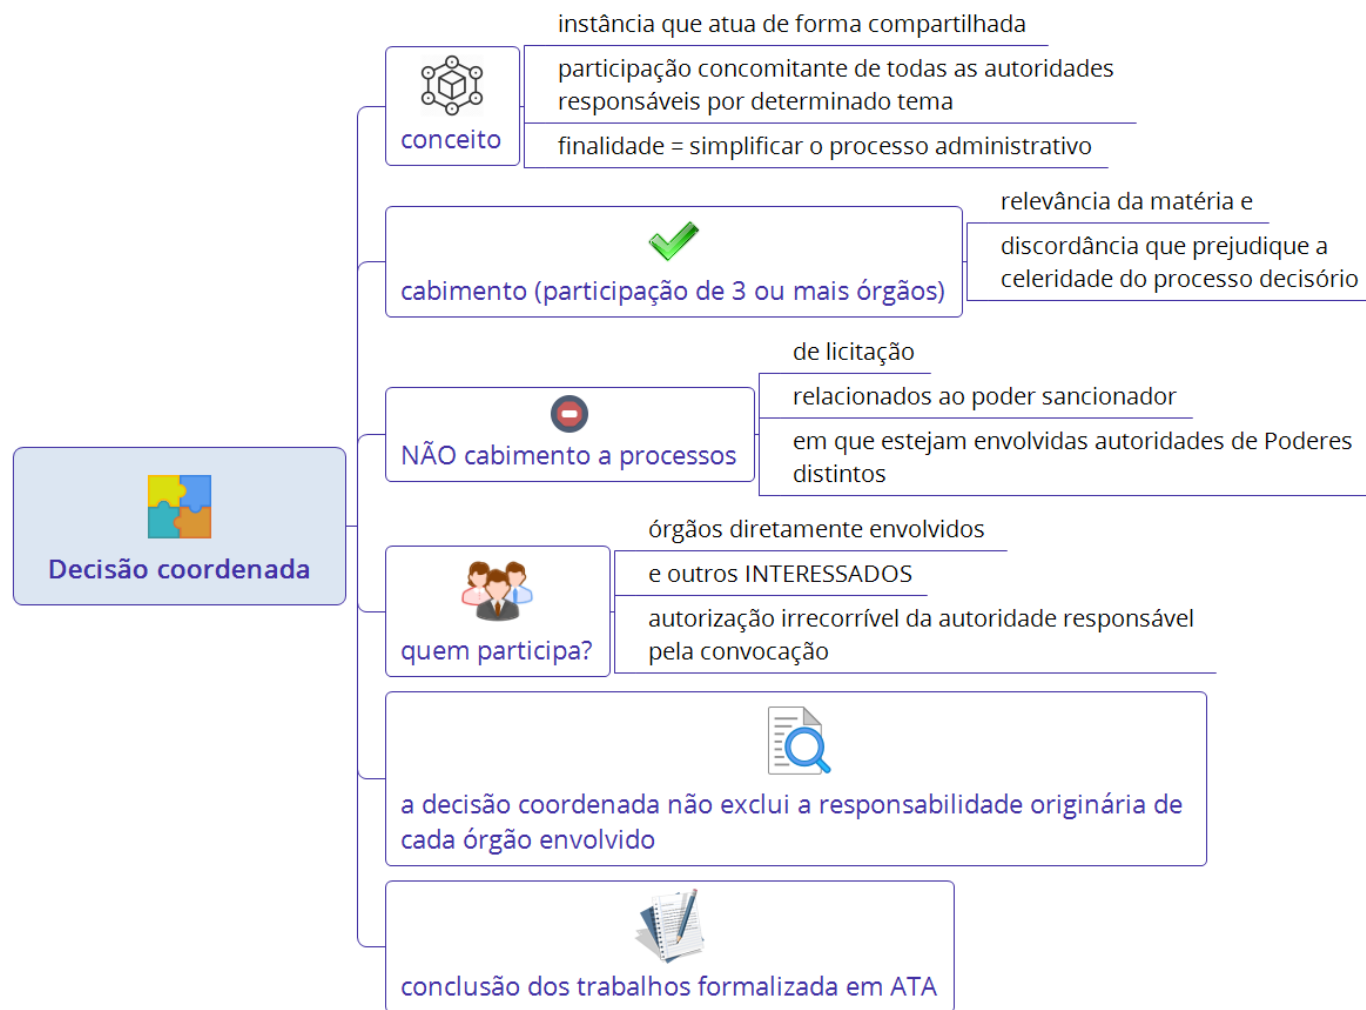 Decisão coordenada
conceito
instância que atua de forma compartilhada
participação concomitante de todas as autoridades
responsáveis por determinado tema
finalidade = simplificar o processo administrativo
cabimento (participação de 3 ou mais órgãos)
relevância da matéria e
discordância que prejudique a
celeridade do processo decisório
NÃO cabimento a processos
de licitação
relacionados ao poder sancionador
em que estejam envolvidas autoridades de Poderes
distintos
quem participa?
órgãos diretamente envolvidos
e outros INTERESSADOS
autorização irrecorrível da autoridade responsável
pela convocação
a decisão coordenada não exclui a responsabilidade originária de
cada órgão envolvido
conclusão dos trabalhos formalizada em ATA